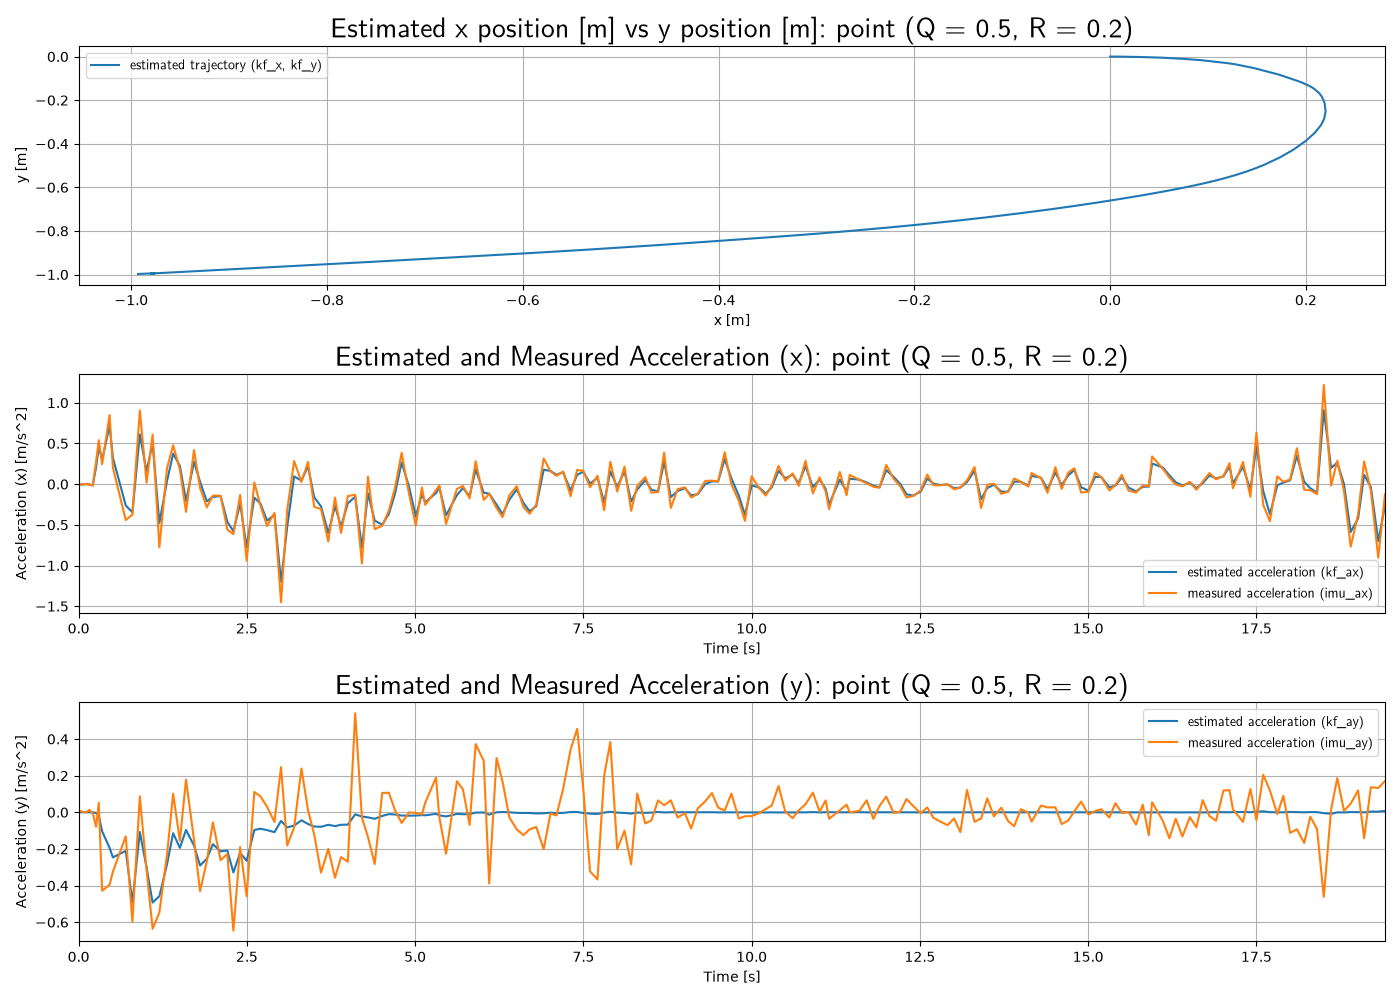 Estimated x position [m] vs y position [m]: point (Q = 0.5, R = 0.2)
0.0
−0.2
−0.4
−0.6
−0.8
−1.0
y [m]
estimated trajectory (kf_x, kf_y)
−1.0 −0.8 −0.6 −0.4 −0.2 0.0 0.2
x [m]
Estimated and Measured Acceleration (x): point (Q = 0.5, R = 0.2)
1.0
0.5
0.0
−0.5
−1.0
−1.5
Acceleration (x) [m/s^2]
estimated acceleration (kf_ax)
measured acceleration (imu_ax)
0.0 2.5 5.0 7.5 10.0 12.5 15.0 17.5
Time [s]
Estimated and Measured Acceleration (y): point (Q = 0.5, R = 0.2)
0.4
0.2
0.0
−0.2
−0.4
−0.6
Acceleration (y) [m/s^2]
estimated acceleration (kf_ay)
measured acceleration (imu_ay)
0.0 2.5 5.0 7.5 10.0 12.5 15.0 17.5
Time [s]